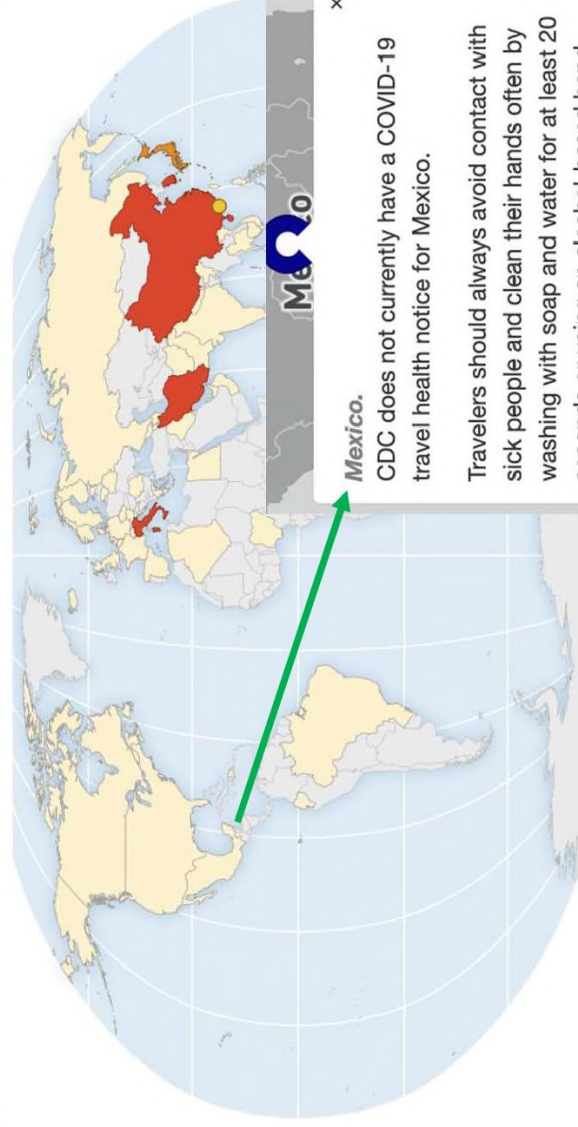 Mexico
×
Mexico.
CDC does not currently have a COVID-19
travel health notice for Mexico.
Travelers should always avoid contact with
sick people and clean their hands often by
washing with soap and water for at least 20